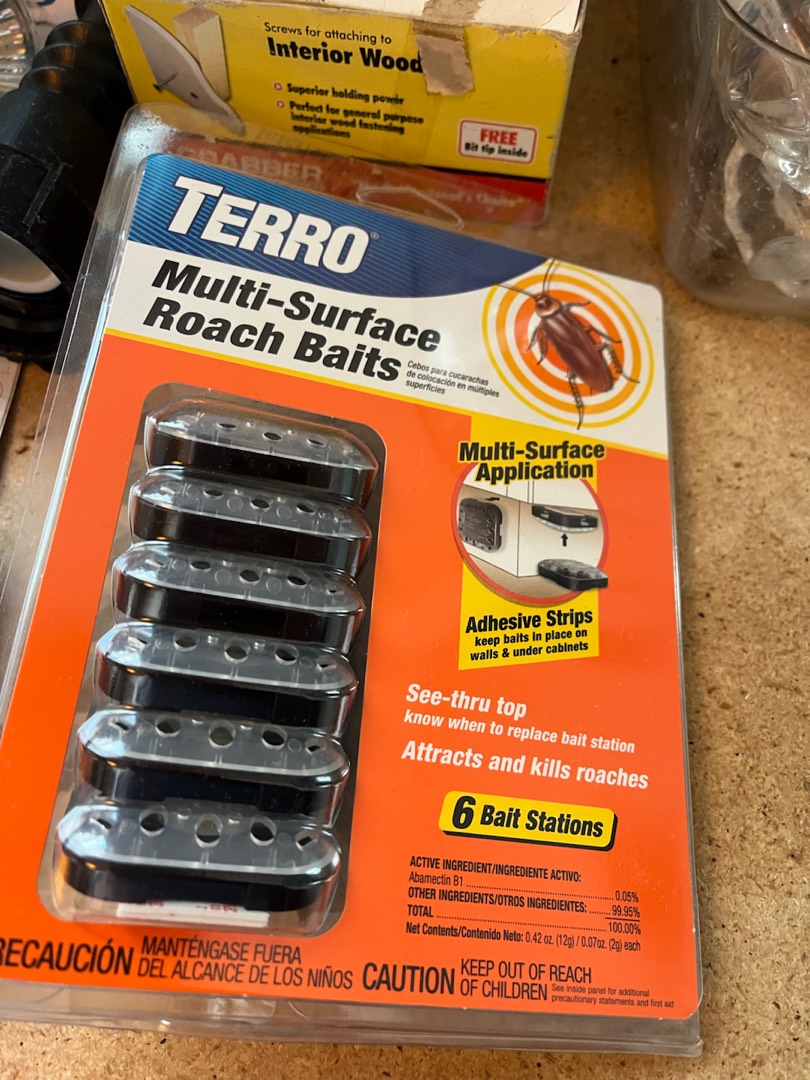 Screws for attaching to
Interior Wood
Superior holding power
Perfect for general purpose
interior wood fastening
applications
FREE
Bit tip inside
GRABBER
TERRO®
Multi-Surface
Roach Baits
Cebos para cucarachas
de colocación en múltiples
superficies
Multi-Surface
Application
Adhesive Strips
keep baits in place on
walls & under cabinets
See-thru top
know when to replace bait station
Attracts and kills roaches
6 Bait Stations
ACTIVE INGREDIENT/INGREDIENTE ACTIVO:
Abamectin B1 ........ 0.05%
OTHER INGREDIENTS/OTROS INGREDIENTES: ........ 99.95%
TOTAL ........ 100.00%
Net Contents/Contenido Neto: 0.42 oz. (12g) / 0.07oz. (2g) each
RECAUCIÓN MANTÉNGASE FUERA
DEL ALCANCE DE LOS NIÑOS
CAUTION KEEP OUT OF REACH
OF CHILDREN
See inside panel for additional
precautionary statements and first aid